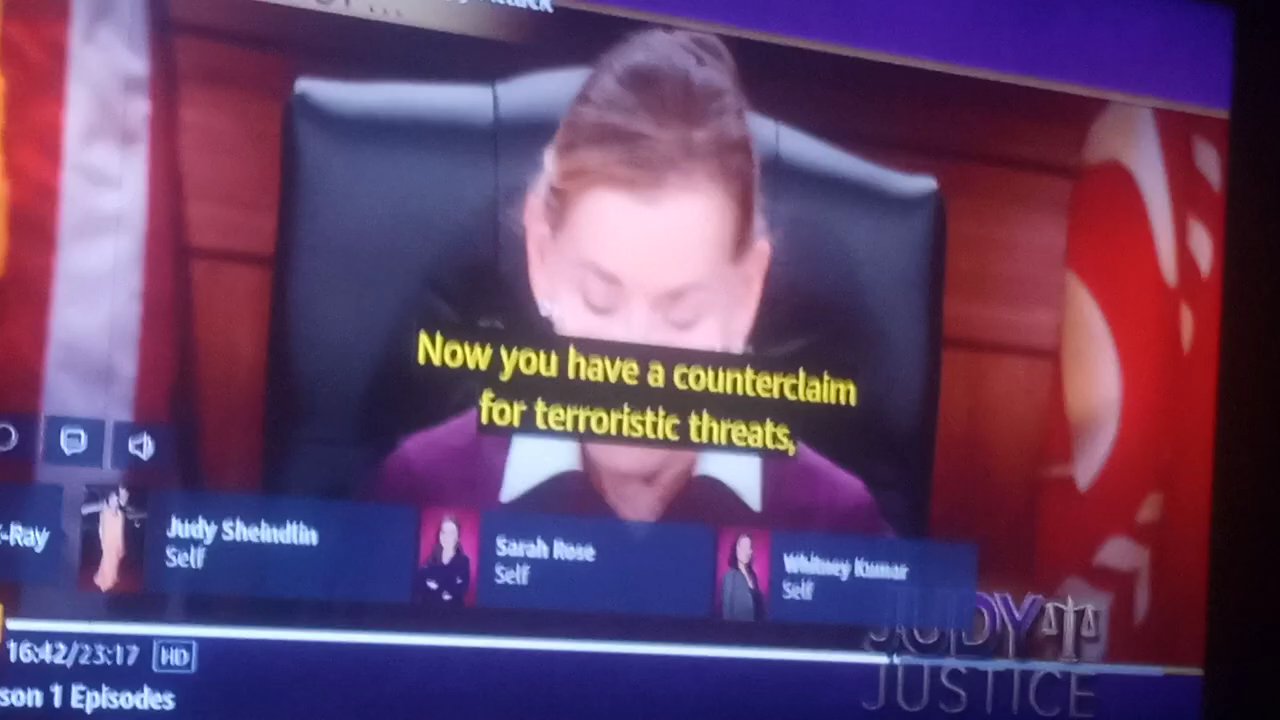 Now you have a counterclaim
for terroristic threats,
-Ray
Judy Sheindlin
Self
Sarah Rose
Self
Whitney Kumar
Self
JUDY
JUSTICE
16:42/23:17 HD
son 1 Episodes